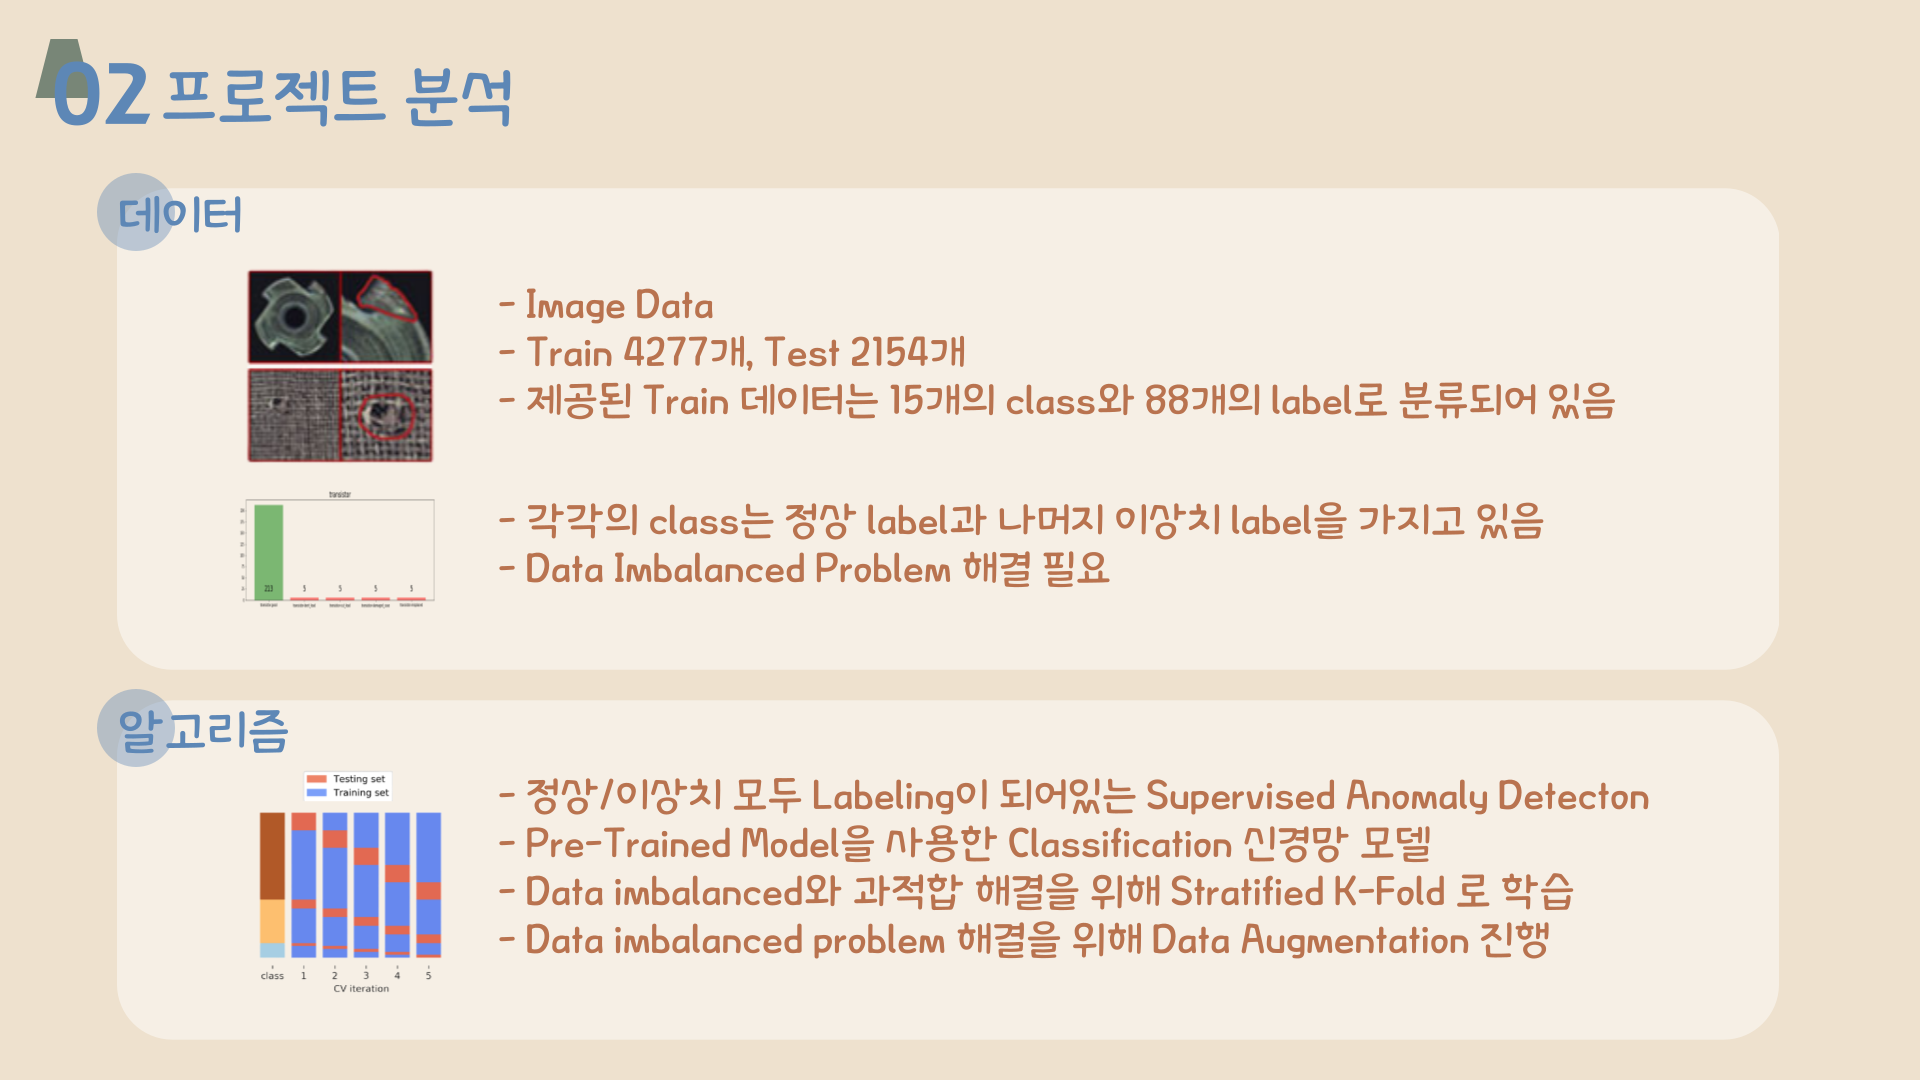 02 프로젝트 분석
데이터
- Image Data
- Train 4277개, Test 2154개
- 제공된 Train 데이터는 15개의 class와 88개의 label로 분류되어 있음
transistor
213 5 5 5 5
- 각각의 class는 정상 label과 나머지 이상치 label을 가지고 있음
- Data Imbalanced Problem 해결 필요
알고리즘
Testing set
Training set
class 1 2 3 4 5
CV iteration
- 정상/이상치 모두 Labeling이 되어있는 Supervised Anomaly Detecton
- Pre-Trained Model을 사용한 Classification 신경망 모델
- Data imbalanced와 과적합 해결을 위해 Stratified K-Fold 로 학습
- Data imbalanced problem 해결을 위해 Data Augmentation 진행